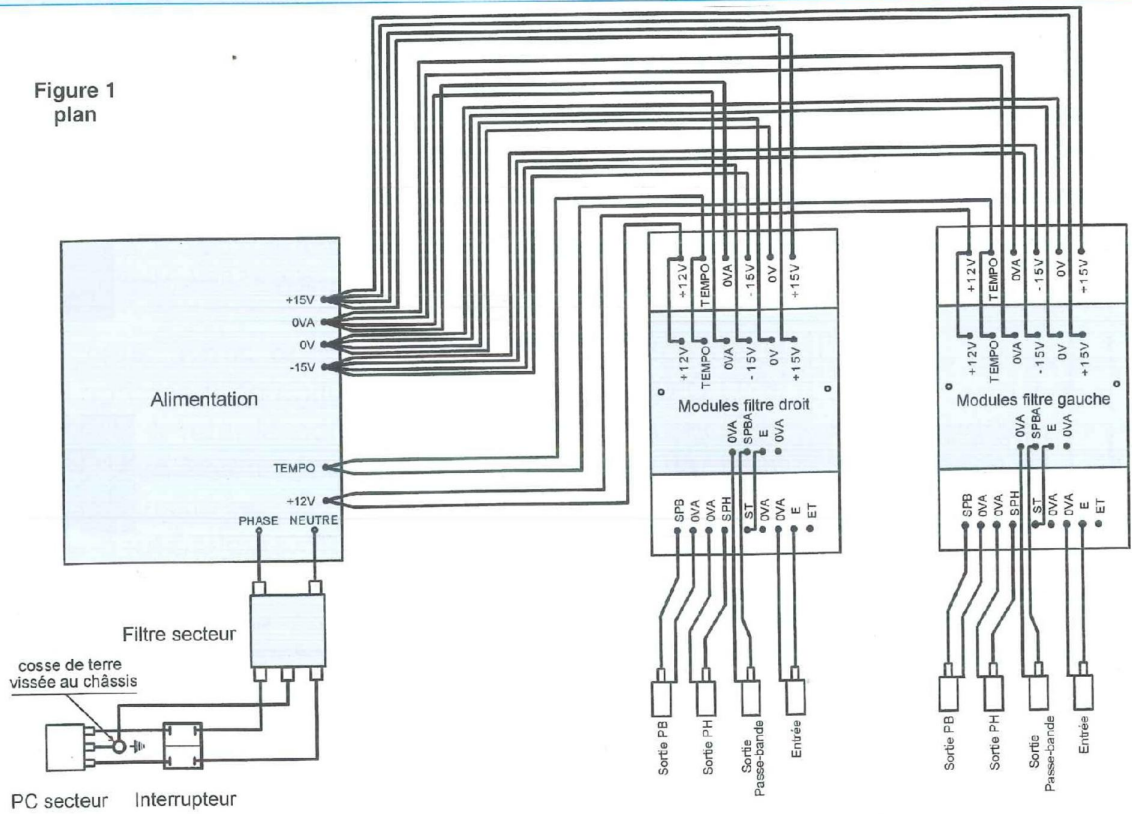 Figure 1
plan
+15V
0VA
0V
-15V
Alimentation
TEMPO
+12V
PHASE NEUTRE
Filtre secteur
cosse de terre
vissée au châssis
PC secteur
Interrupteur
+12V
TEMPO
0VA
-15V
0V
+15V
+12V
TEMPO
0VA
-15V
0V
+15V
Modules filtre droit
0VA
SPBA
E
0VA
SPB
0VA
0VA
SPH
ST
0VA
0VA
E
ET
Sortie PB
Sortie PH
Sortie
Passe-bande
Entrée
+12V
TEMPO
0VA
-15V
0V
+15V
+12V
TEMPO
0VA
-15V
0V
+15V
Modules filtre gauche
0VA
SPBA
E
0VA
SPB
0VA
0VA
SPH
ST
0VA
0VA
E
ET
Sortie PB
Sortie PH
Sortie
Passe-bande
Entrée